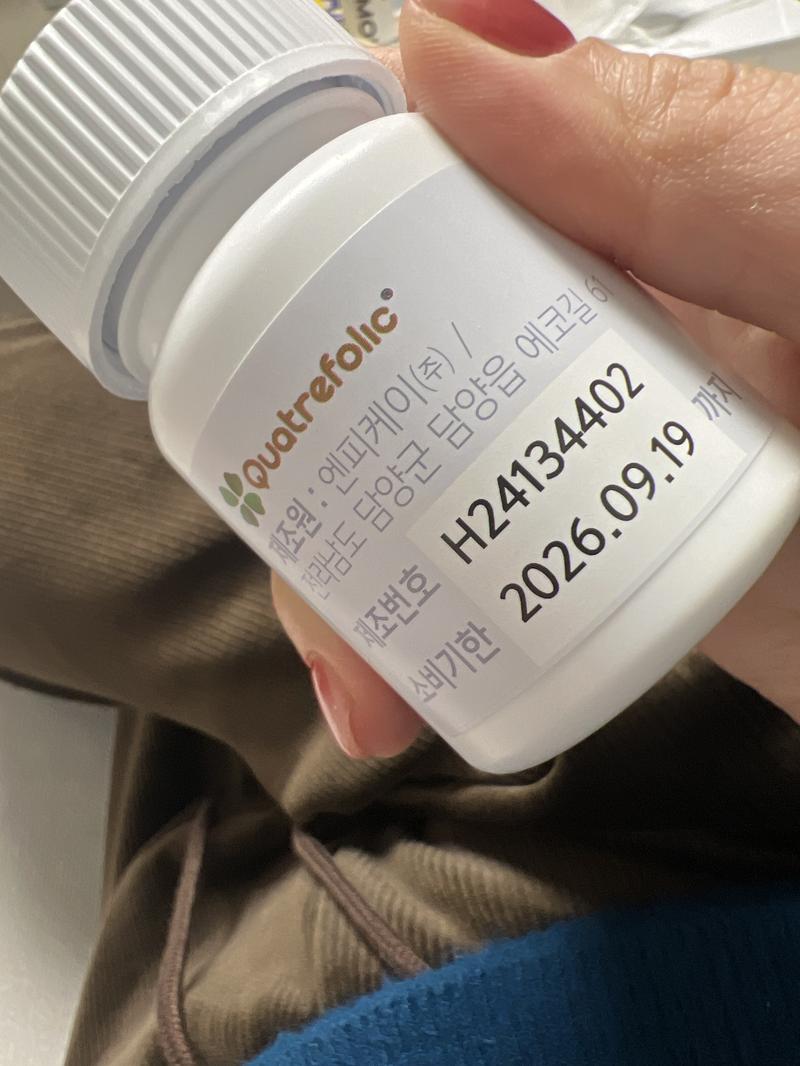 Quatrefolic®
제조원 : 엔피케이(주) /
전라남도 담양군 담양읍 에코길 61
제조번호 H24134402
소비기한 2026.09.19 까지